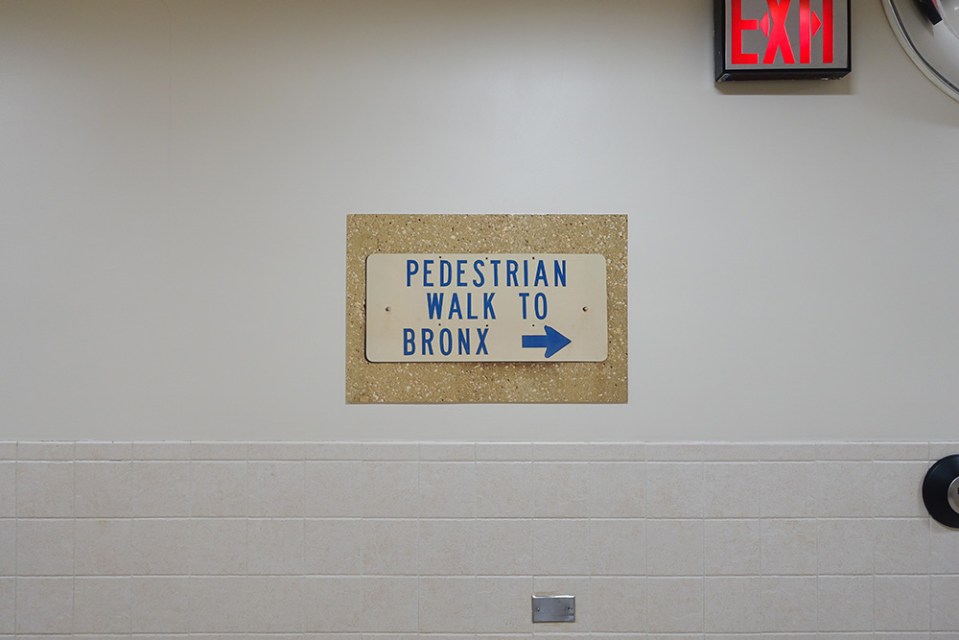 EXIT
PEDESTRIAN
WALK TO
BRONX